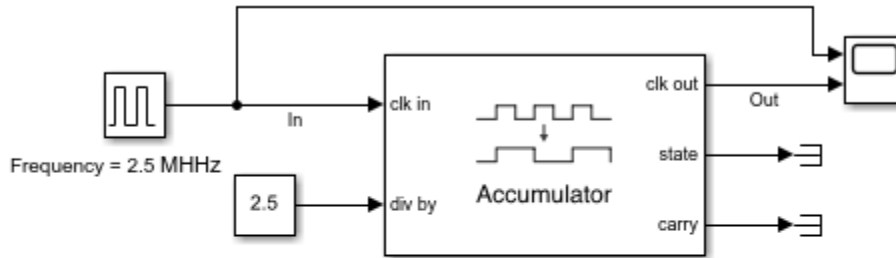 In
clk in
clk out
Out
Frequency = 2.5 MHHz
state
2.5
div by
Accumulator
carry